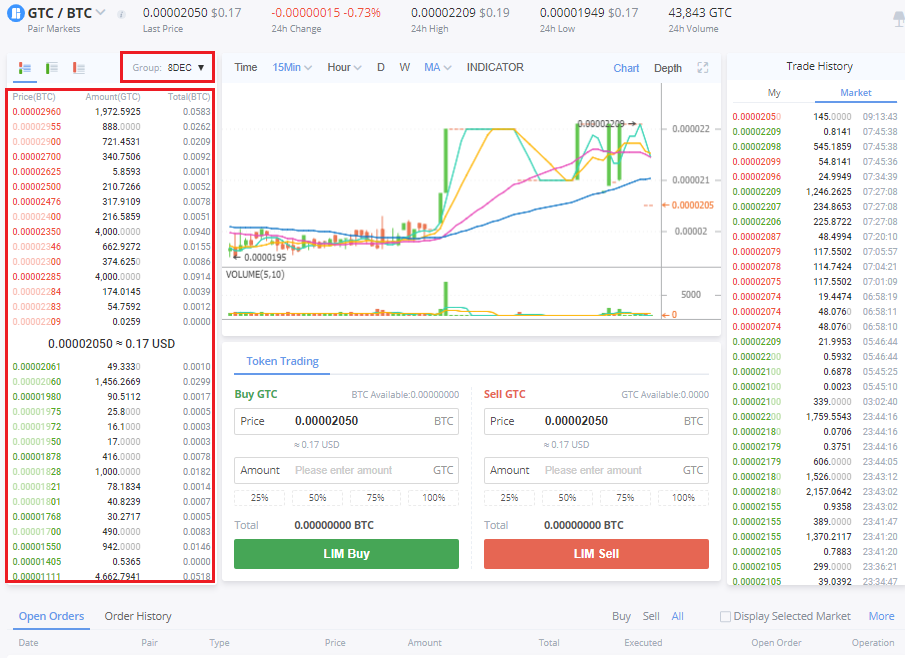 GTC / BTC
Pair Markets
0.00002050 $0.17
Last Price
-0.00000015 -0.73%
24h Change
0.00002209 $0.19
24h High
0.00001949 $0.17
24h Low
43,843 GTC
24h Volume
Group: 8DEC ▼
Price(BTC) Amount(GTC) Total(BTC)
0.00002960 1,972.5925 0.0583
0.00002955 888.0000 0.0262
0.00002900 721.4531 0.0209
0.00002700 340.7506 0.0092
0.00002625 5.8593 0.0001
0.00002500 210.7266 0.0052
0.00002476 317.9109 0.0078
0.00002400 216.5859 0.0051
0.00002350 4,000.0000 0.0940
0.00002346 662.9272 0.0155
0.00002300 374.6250 0.0086
0.00002285 4,000.0000 0.0914
0.00002284 174.0145 0.0039
0.00002283 54.7592 0.0012
0.00002209 0.0259 0.0000
0.00002050 ≈ 0.17 USD
0.00002061 49.3330 0.0010
0.00002060 1,456.2669 0.0299
0.00001980 90.5112 0.0017
0.00001975 25.8000 0.0005
0.00001972 16.1000 0.0003
0.00001950 17.0000 0.0003
0.00001878 416.0000 0.0078
0.00001828 1,000.0000 0.0182
0.00001821 78.1834 0.0014
0.00001801 40.8239 0.0007
0.00001768 30.2717 0.0005
0.00001700 490.0000 0.0083
0.00001550 942.0000 0.0146
0.00001405 0.5365 0.0000
0.00001111 4,662.7941 0.0518
Time 15Min Hour D W MA INDICATOR Chart Depth
0.00002209
0.000022
0.000021
0.0000205
0.00002
0.0000195
VOLUME(5,10)
5000
0
Token Trading
Buy GTC BTC Available:0.00000000
Price 0.00002050 BTC
≈ 0.17 USD
Amount Please enter amount GTC
25% 50% 75% 100%
Total 0.00000000 BTC
LIM Buy
Sell GTC GTC Available:0.0000
Price 0.00002050 BTC
≈ 0.17 USD
Amount Please enter amount GTC
25% 50% 75% 100%
Total 0.00000000 BTC
LIM Sell
Trade History
My Market
0.00002050 145.0000 09:13:43
0.00002209 0.8141 07:45:38
0.00002098 545.1859 07:45:38
0.00002099 54.8141 07:45:36
0.00002096 24.9949 07:34:39
0.00002209 1,246.2625 07:27:08
0.00002207 234.8653 07:27:08
0.00002206 225.8722 07:27:08
0.00002087 48.4994 07:20:10
0.00002079 117.5502 07:05:57
0.00002078 114.7424 07:04:21
0.00002075 117.5502 07:01:09
0.00002074 19.4474 06:58:19
0.00002074 48.0760 06:58:11
0.00002074 48.0760 06:58:10
0.00002209 21.9953 05:46:44
0.00002200 0.5932 05:46:44
0.00002100 0.6878 05:45:25
0.00002100 0.0023 05:45:10
0.00002100 339.0000 03:02:40
0.00002200 1,759.5543 23:44:16
0.00002180 0.0706 23:44:16
0.00002179 0.3751 23:44:16
0.00002179 606.0000 23:44:05
0.00002180 1,526.0000 23:43:12
0.00002180 2,157.0642 23:43:02
0.00002155 0.9358 23:43:02
0.00002155 389.0000 23:41:47
0.00002155 1,370.2117 23:41:20
0.00002105 0.7883 23:41:20
0.00002105 299.0000 23:36:21
0.00002105 39.0392 23:34:47
Open Orders Order History Buy Sell All Display Selected Market More
Date Pair Type Price Amount Total Executed Open Order Operation